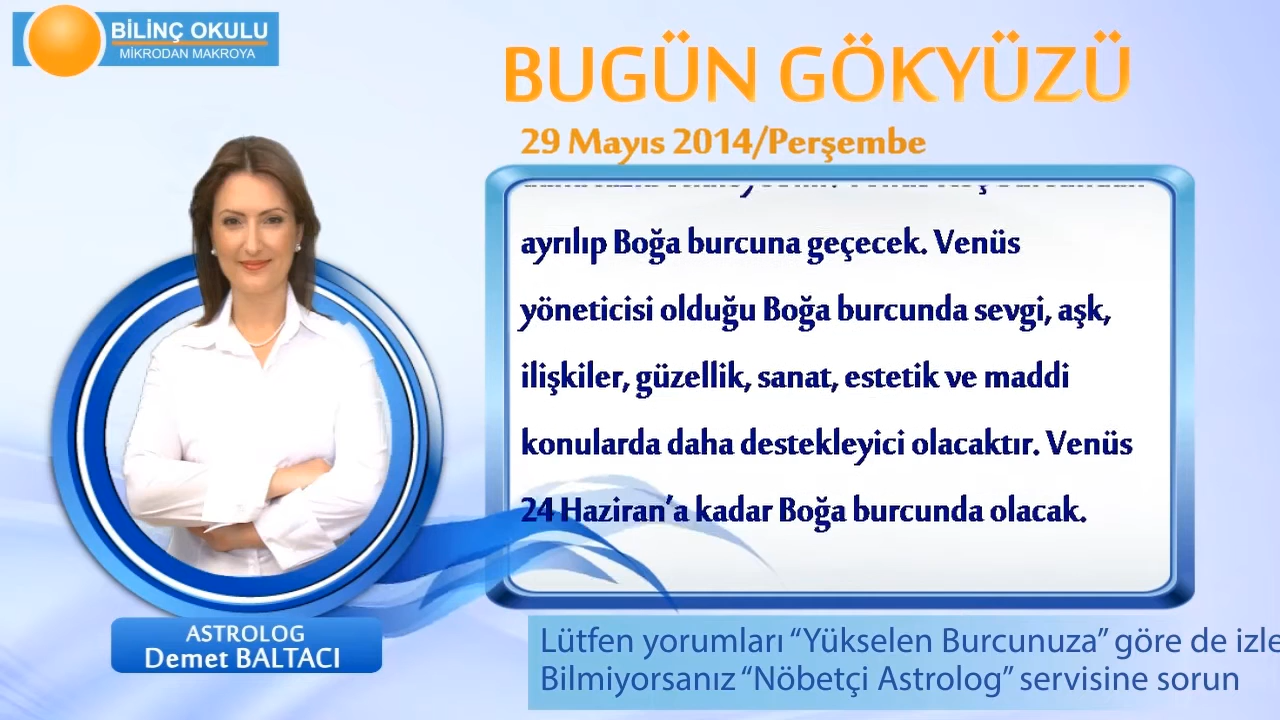 BİLİNÇ OKULU
MİKRODAN MAKROYA
BUGÜN GÖKYÜZÜ
29 Mayıs 2014/Perşembe
ayrılıp Boğa burcuna geçecek. Venüs
yöneticisi olduğu Boğa burcunda sevgi, aşk,
ilişkiler, güzellik, sanat, estetik ve maddi
konularda daha destekleyici olacaktır. Venüs
24 Haziran'a kadar Boğa burcunda olacak.
ASTROLOG
Demet BALTACI
Lütfen yorumları “Yükselen Burcunuza” göre de izle
Bilmiyorsanız “Nöbetçi Astrolog” servisine sorun